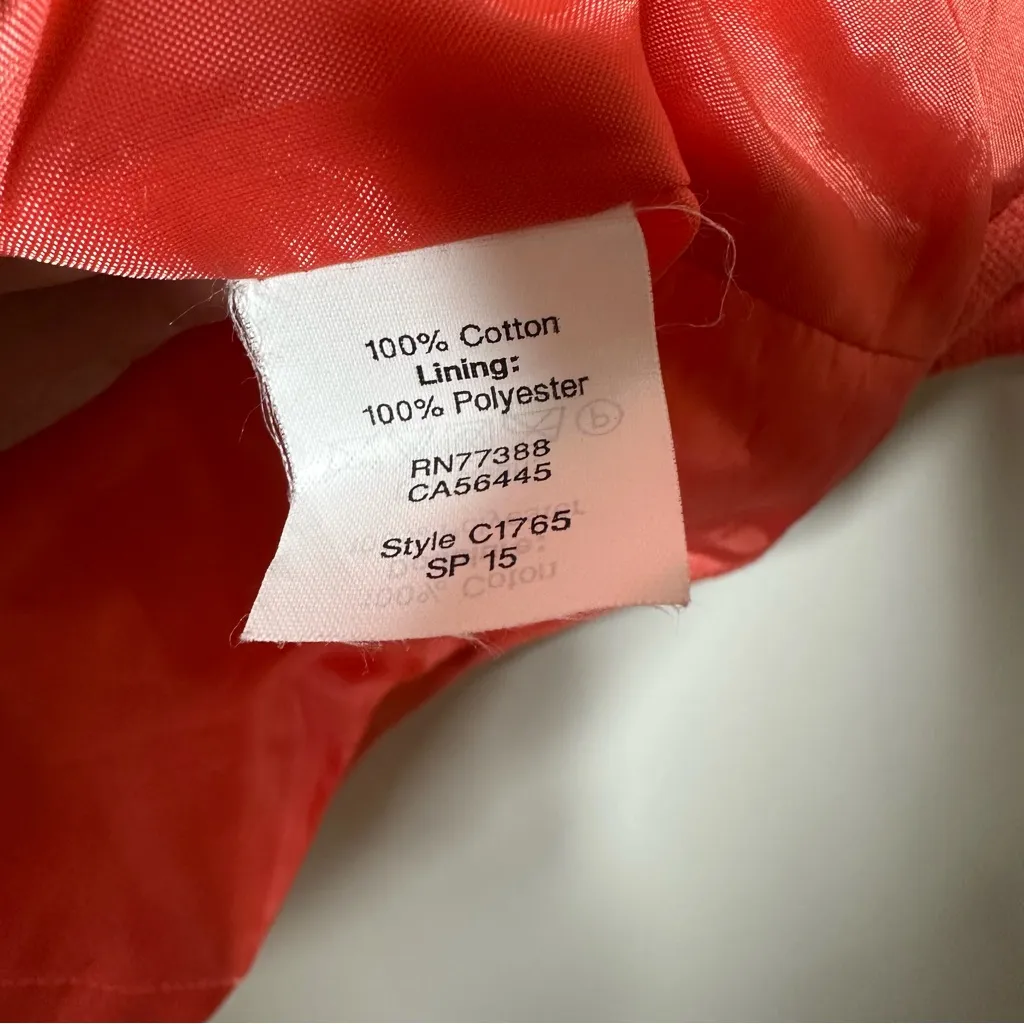 100% Cotton
Lining:
100% Polyester
RN77388
CA56445
Style C1765
SP 15